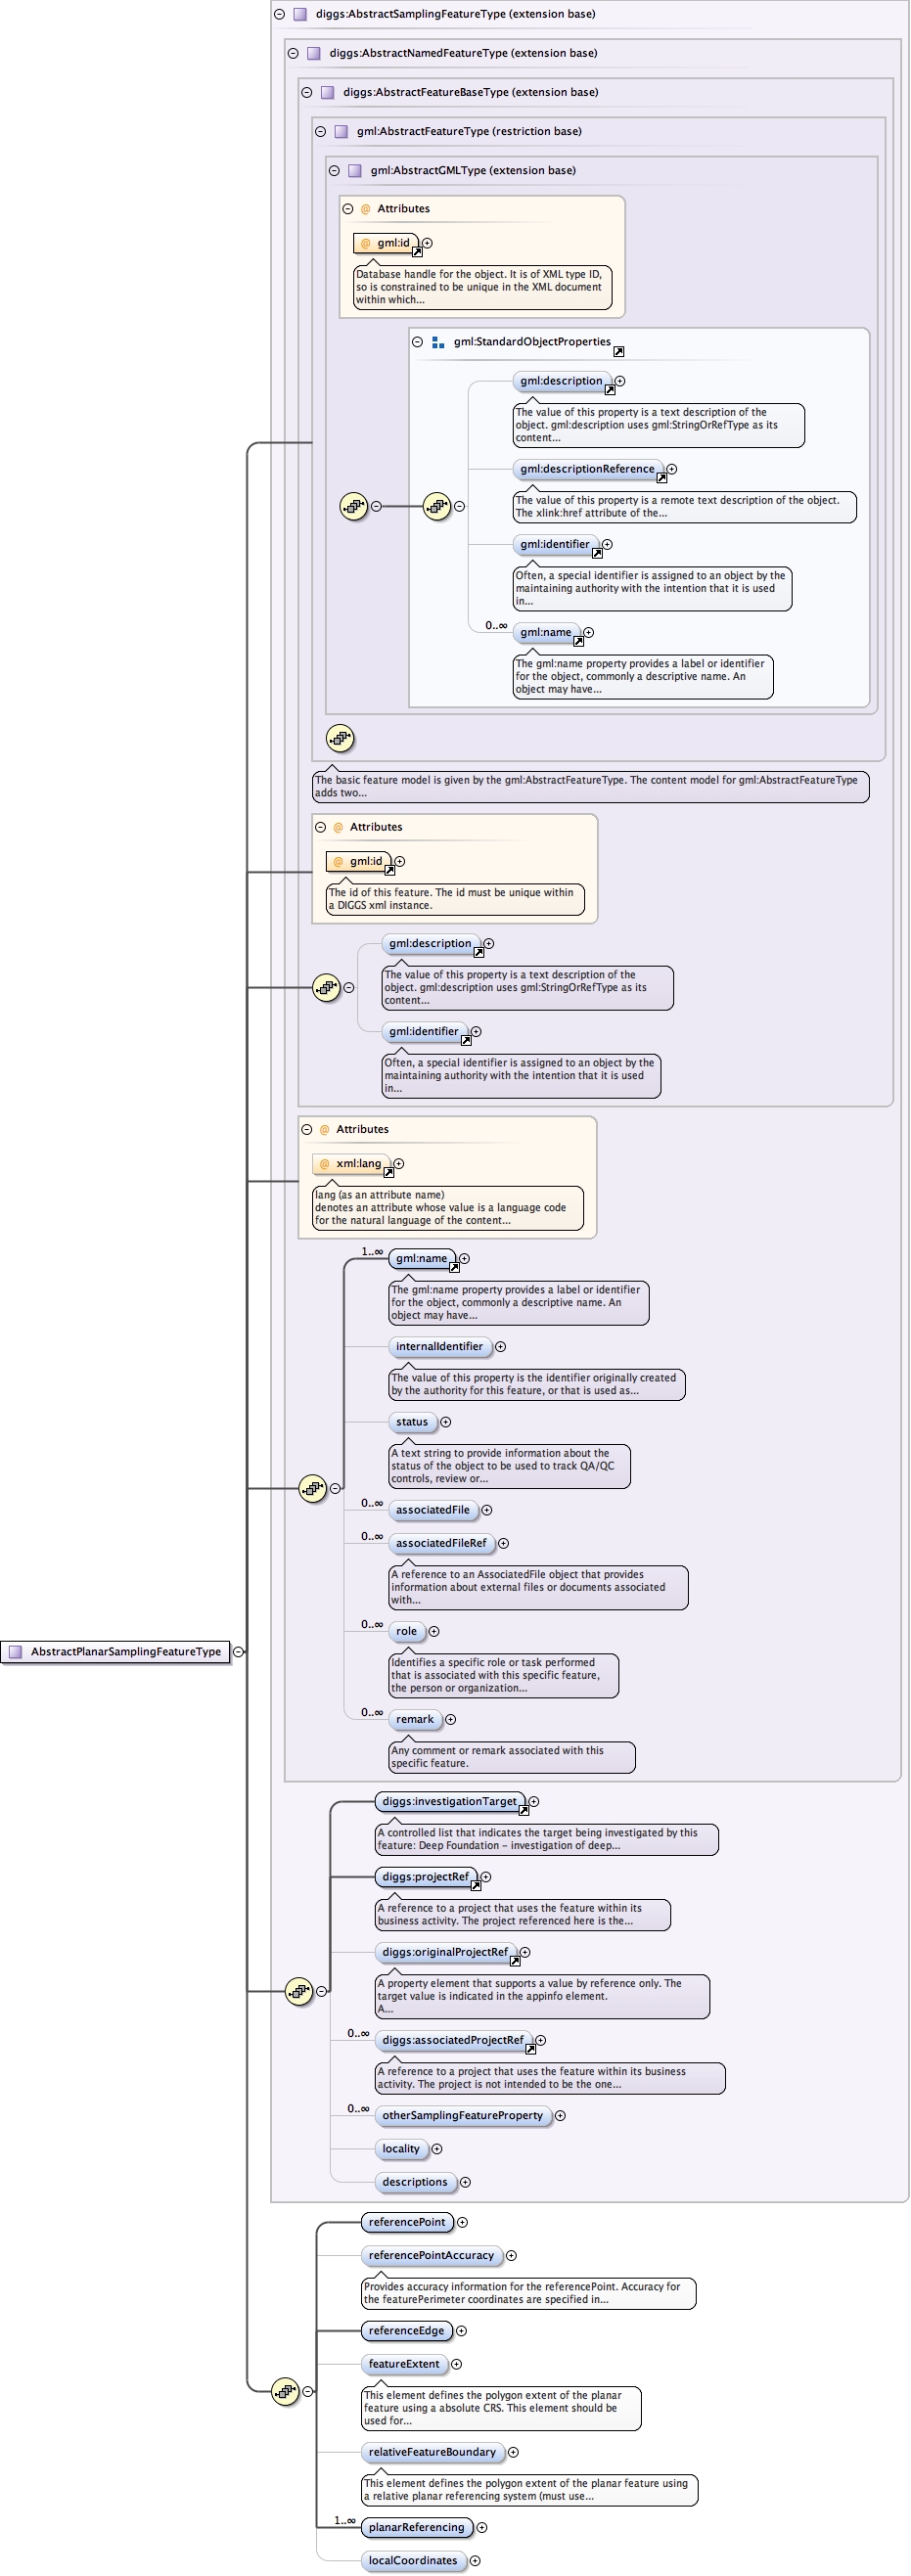 diggs:AbstractSamplingFeatureType (extension base)
diggs:AbstractNamedFeatureType (extension base)
diggs:AbstractFeatureBaseType (extension base)
gml:AbstractFeatureType (restriction base)
gml:AbstractGMLType (extension base)
@ Attributes
@ gml:id
Database handle for the object. It is of XML type ID,
so is constrained to be unique in the XML document
within which...
gml:StandardObjectProperties
gml:description
The value of this property is a text description of the
object. gml:description uses gml:StringOrRefType as its
content...
gml:descriptionReference
The value of this property is a remote text description of the object.
The xlink:href attribute of the...
gml:identifier
Often, a special identifier is assigned to an object by the
maintaining authority with the intention that it is used
in...
0..∞
gml:name
The gml:name property provides a label or identifier
for the object, commonly a descriptive name. An
object may have...
The basic feature model is given by the gml:AbstractFeatureType. The content model for gml:AbstractFeatureType
adds two...
@ Attributes
@ gml:id
The id of this feature. The id must be unique within
a DIGGS xml instance.
gml:description
The value of this property is a text description of the
object. gml:description uses gml:StringOrRefType as its
content...
gml:identifier
Often, a special identifier is assigned to an object by the
maintaining authority with the intention that it is used
in...
@ Attributes
@ xml:lang
lang (as an attribute name)
denotes an attribute whose value is a language code
for the natural language of the content...
1..∞
gml:name
The gml:name property provides a label or identifier
for the object, commonly a descriptive name. An
object may have...
internalIdentifier
The value of this property is the identifier originally created
by the authority for this feature, or that is used as...
status
A text string to provide information about the
status of the object to be used to track QA/QC
controls, review or...
0..∞
associatedFile
0..∞
associatedFileRef
A reference to an AssociatedFile object that provides
information about external files or documents associated
with...
0..∞
role
Identifies a specific role or task performed
that is associated with this specific feature,
the person or organization...
AbstractPlanarSamplingFeatureType
0..∞
remark
Any comment or remark associated with this
specific feature.
diggs:investigationTarget
A controlled list that indicates the target being investigated by this
feature: Deep Foundation - investigation of deep...
diggs:projectRef
A reference to a project that uses the feature within its
business activity. The project referenced here is the...
diggs:originalProjectRef
A property element that supports a value by reference only. The
target value is indicated in the appinfo element.
A...
0..∞
diggs:associatedProjectRef
A reference to a project that uses the feature within its business
activity. The project is not intended to be the one...
0..∞
otherSamplingFeatureProperty
locality
descriptions
referencePoint
referencePointAccuracy
Provides accuracy information for the referencePoint. Accuracy for
the featurePerimeter coordinates are specified in...
referenceEdge
featureExtent
This element defines the polygon extent of the planar
feature using a absolute CRS. This element should be
used for...
relativeFeatureBoundary
This element defines the polygon extent of the planar feature using
a relative planar referencing system (must use...
1..∞
planarReferencing
localCoordinates